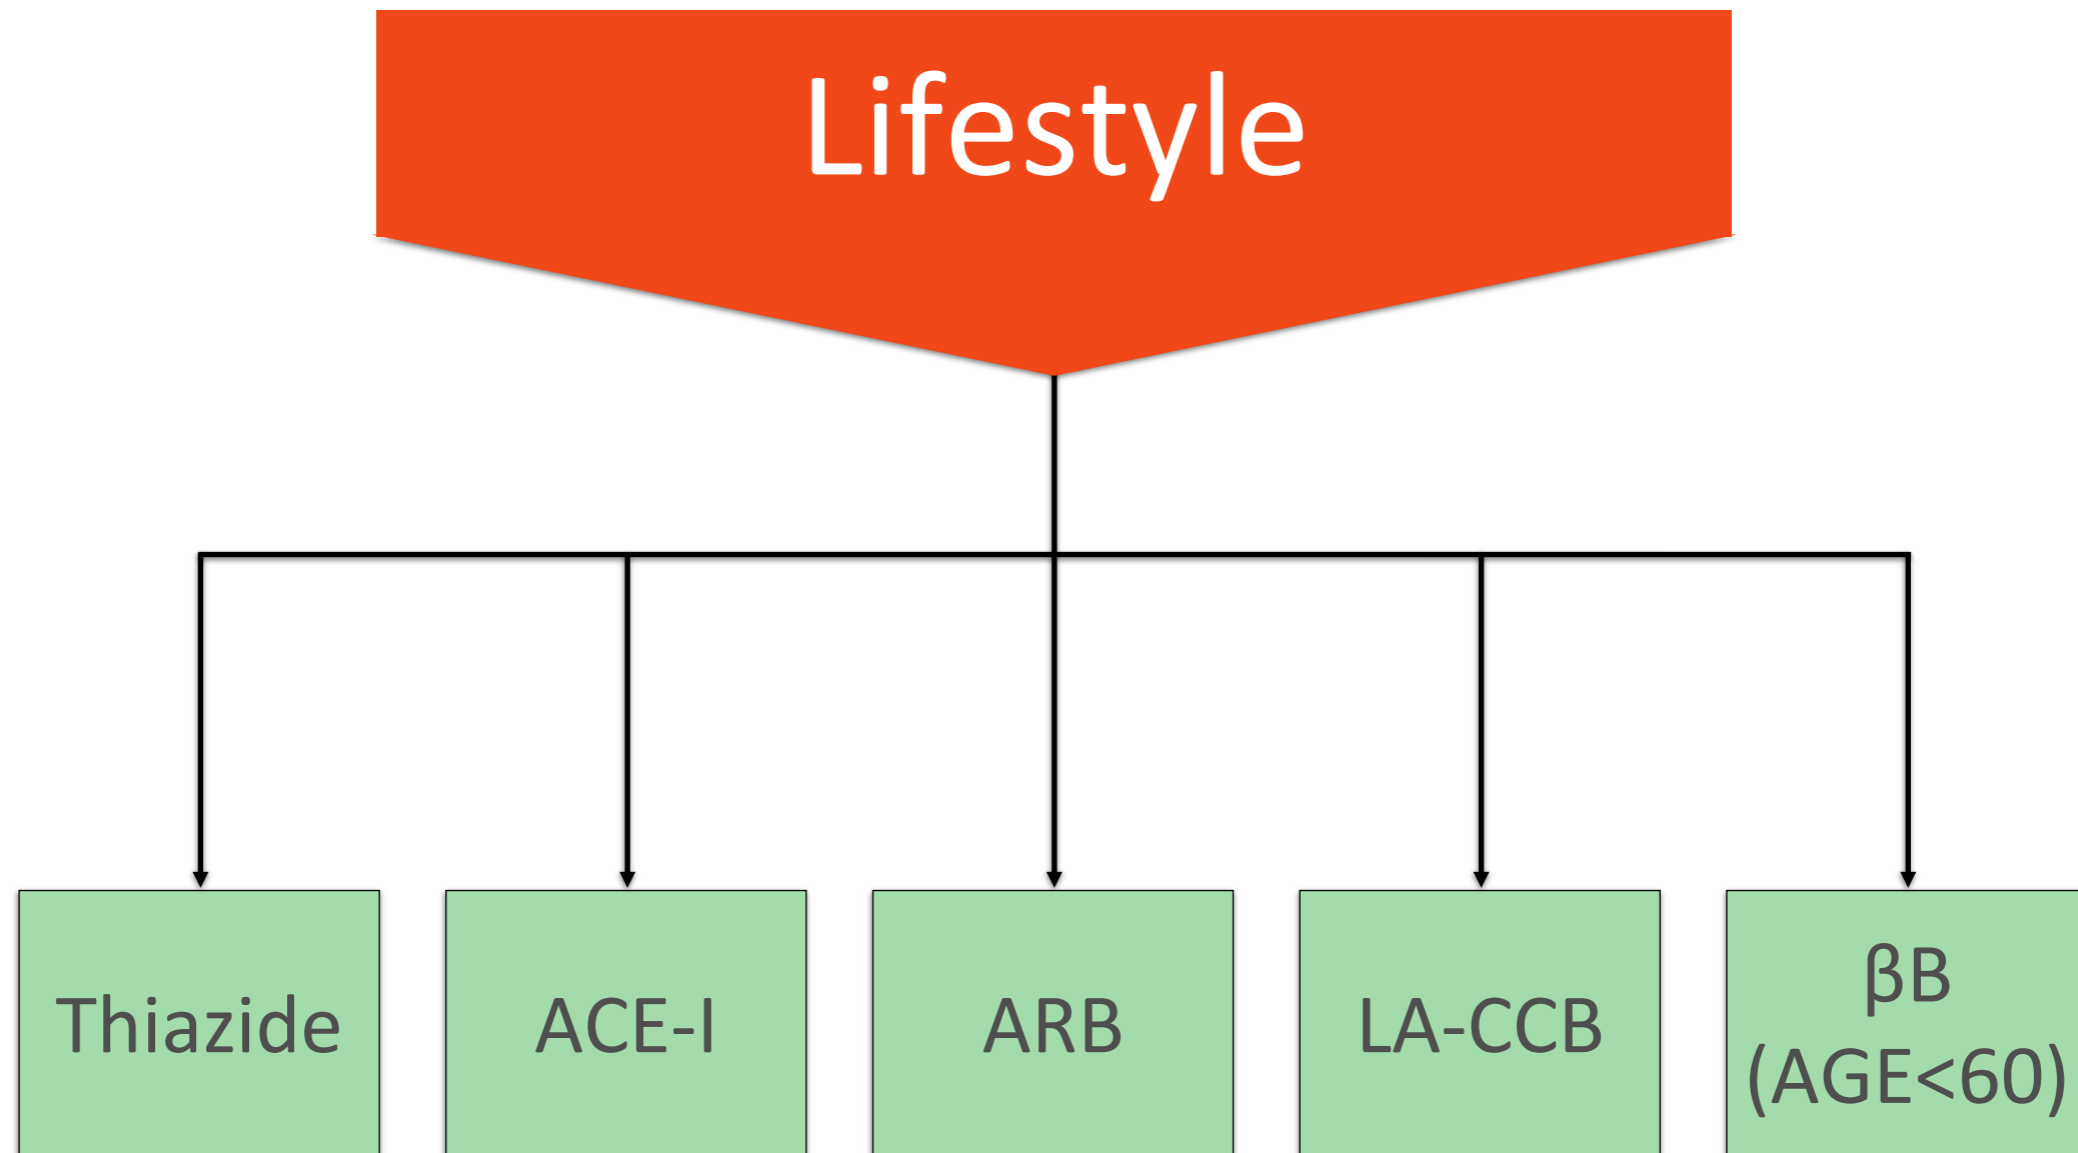 Lifestyle
Thiazide
ACE-I
ARB
LA-CCB
βB
(AGE<60)